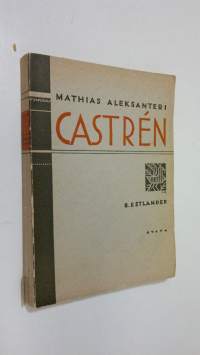 MATHIAS ALEKSANTERI
CASTRÉN
B. ESTLANDER
OTAVA